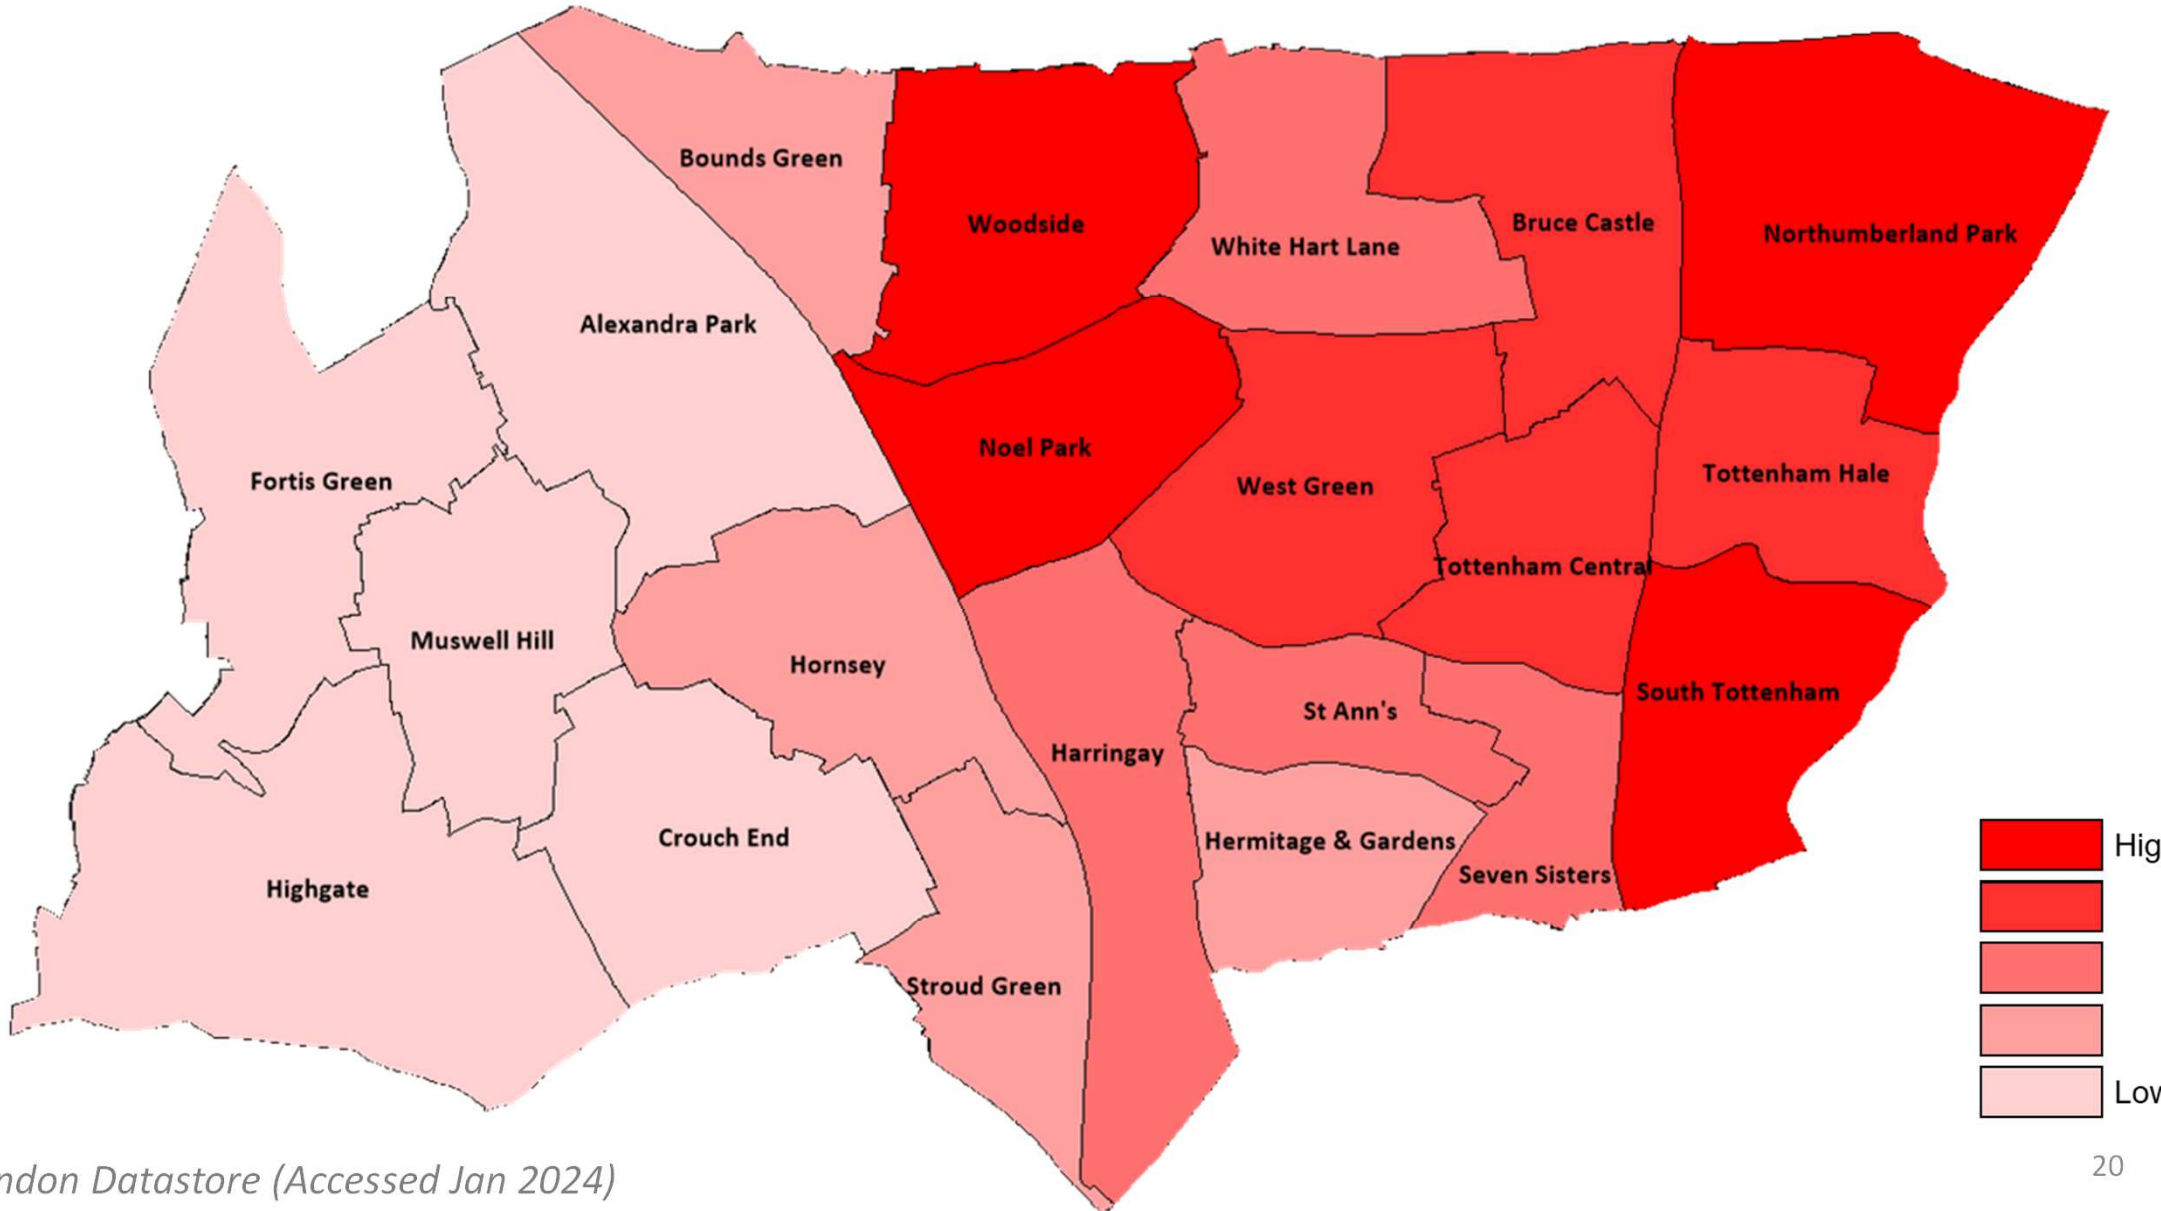 Bounds Green
Woodside
White Hart Lane
Bruce Castle
Northumberland Park
Alexandra Park
Noel Park
Fortis Green
West Green
Tottenham Hale
Tottenham Central
Muswell Hill
Hornsey
St Ann's
South Tottenham
Harringay
Crouch End
Hermitage & Gardens
Seven Sisters
Highgate
Stroud Green
Hig
Low
ndon Datastore (Accessed Jan 2024)
20